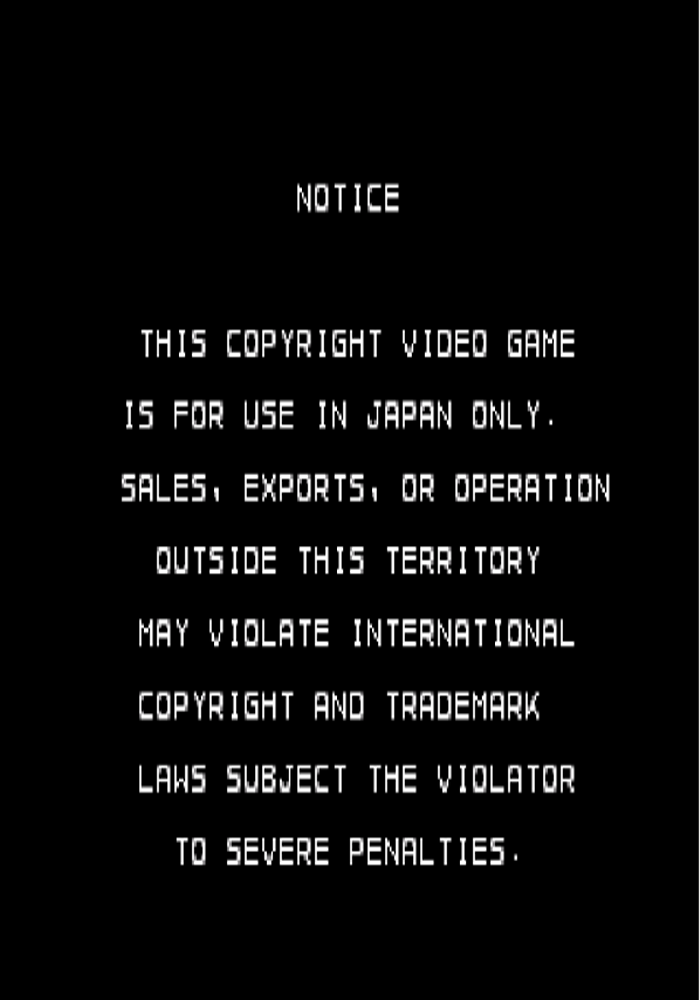 NOTICE
THIS COPYRIGHT VIDEO GAME
IS FOR USE IN JAPAN ONLY.
SALES, EXPORTS, OR OPERATION
OUTSIDE THIS TERRITORY
MAY VIOLATE INTERNATIONAL
COPYRIGHT AND TRADEMARK
LAWS SUBJECT THE VIOLATOR
TO SEVERE PENALTIES.